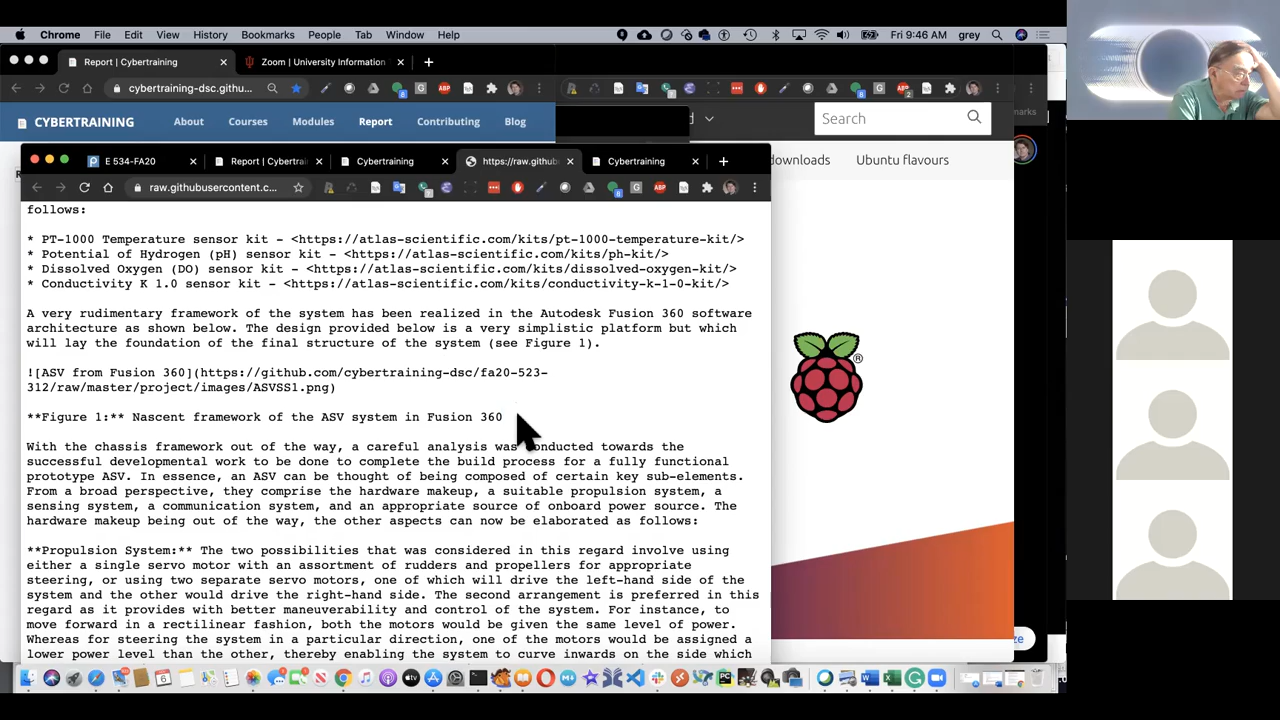 Chrome File Edit View History Bookmarks People Tab Window Help Fri 9:46 AM grey
Report | Cybertraining Zoom | University Information
cybertraining-dsc.githu...
CYBERTRAINING About Courses Modules Report Contributing Blog
Search
E 534-FA20 Report | Cybertrai Cybertraining https://raw.githubu Cybertraining
ownloads Ubuntu flavours
raw.githubusercontent.c...
follows:
* PT-1000 Temperature sensor kit - <https://atlas-scientific.com/kits/pt-1000-temperature-kit/>
* Potential of Hydrogen (pH) sensor kit - <https://atlas-scientific.com/kits/ph-kit/>
* Dissolved Oxygen (DO) sensor kit - <https://atlas-scientific.com/kits/dissolved-oxygen-kit/>
* Conductivity K 1.0 sensor kit - <https://atlas-scientific.com/kits/conductivity-k-1-0-kit/>
A very rudimentary framework of the system has been realized in the Autodesk Fusion 360 software
architecture as shown below. The design provided below is a very simplistic platform but which
will lay the foundation of the final structure of the system (see Figure 1).
![ASV from Fusion 360](https://github.com/cybertraining-dsc/fa20-523-
312/raw/master/project/images/ASVSS1.png)
**Figure 1:** Nascent framework of the ASV system in Fusion 360
With the chassis framework out of the way, a careful analysis was conducted towards the
successful developmental work to be done to complete the build process for a fully functional
prototype ASV. In essence, an ASV can be thought of being composed of certain key sub-elements.
From a broad perspective, they comprise the hardware makeup, a suitable propulsion system, a
sensing system, a communication system, and an appropriate source of onboard power source. The
hardware makeup being out of the way, the other aspects can now be elaborated as follows:
**Propulsion System:** The two possibilities that was considered in this regard involve using
either a single servo motor with an assortment of rudders and propellers for appropriate
steering, or using two separate servo motors, one of which will drive the left-hand side of the
system and the other would drive the right-hand side. The second arrangement is preferred in this
regard as it provides with better maneuverability and control of the system. For instance, to
move forward in a rectilinear fashion, both the motors would be given the same level of power.
Whereas for steering the system in a particular direction, one of the motors would be assigned a
lower power level than the other, thereby enabling the system to curve inwards on the side which